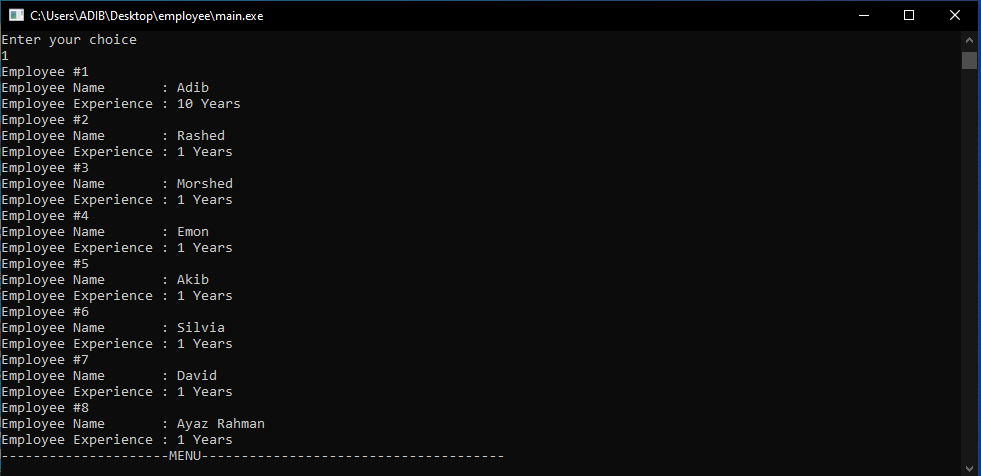 C:\Users\ADIB\Desktop\employee\main.exe
Enter your choice
1
Employee #1
Employee Name       : Adib
Employee Experience : 10 Years
Employee #2
Employee Name       : Rashed
Employee Experience : 1 Years
Employee #3
Employee Name       : Morshed
Employee Experience : 1 Years
Employee #4
Employee Name       : Emon
Employee Experience : 1 Years
Employee #5
Employee Name       : Akib
Employee Experience : 1 Years
Employee #6
Employee Name       : Silvia
Employee Experience : 1 Years
Employee #7
Employee Name       : David
Employee Experience : 1 Years
Employee #8
Employee Name       : Ayaz Rahman
Employee Experience : 1 Years
---------------------MENU--------------------------------------